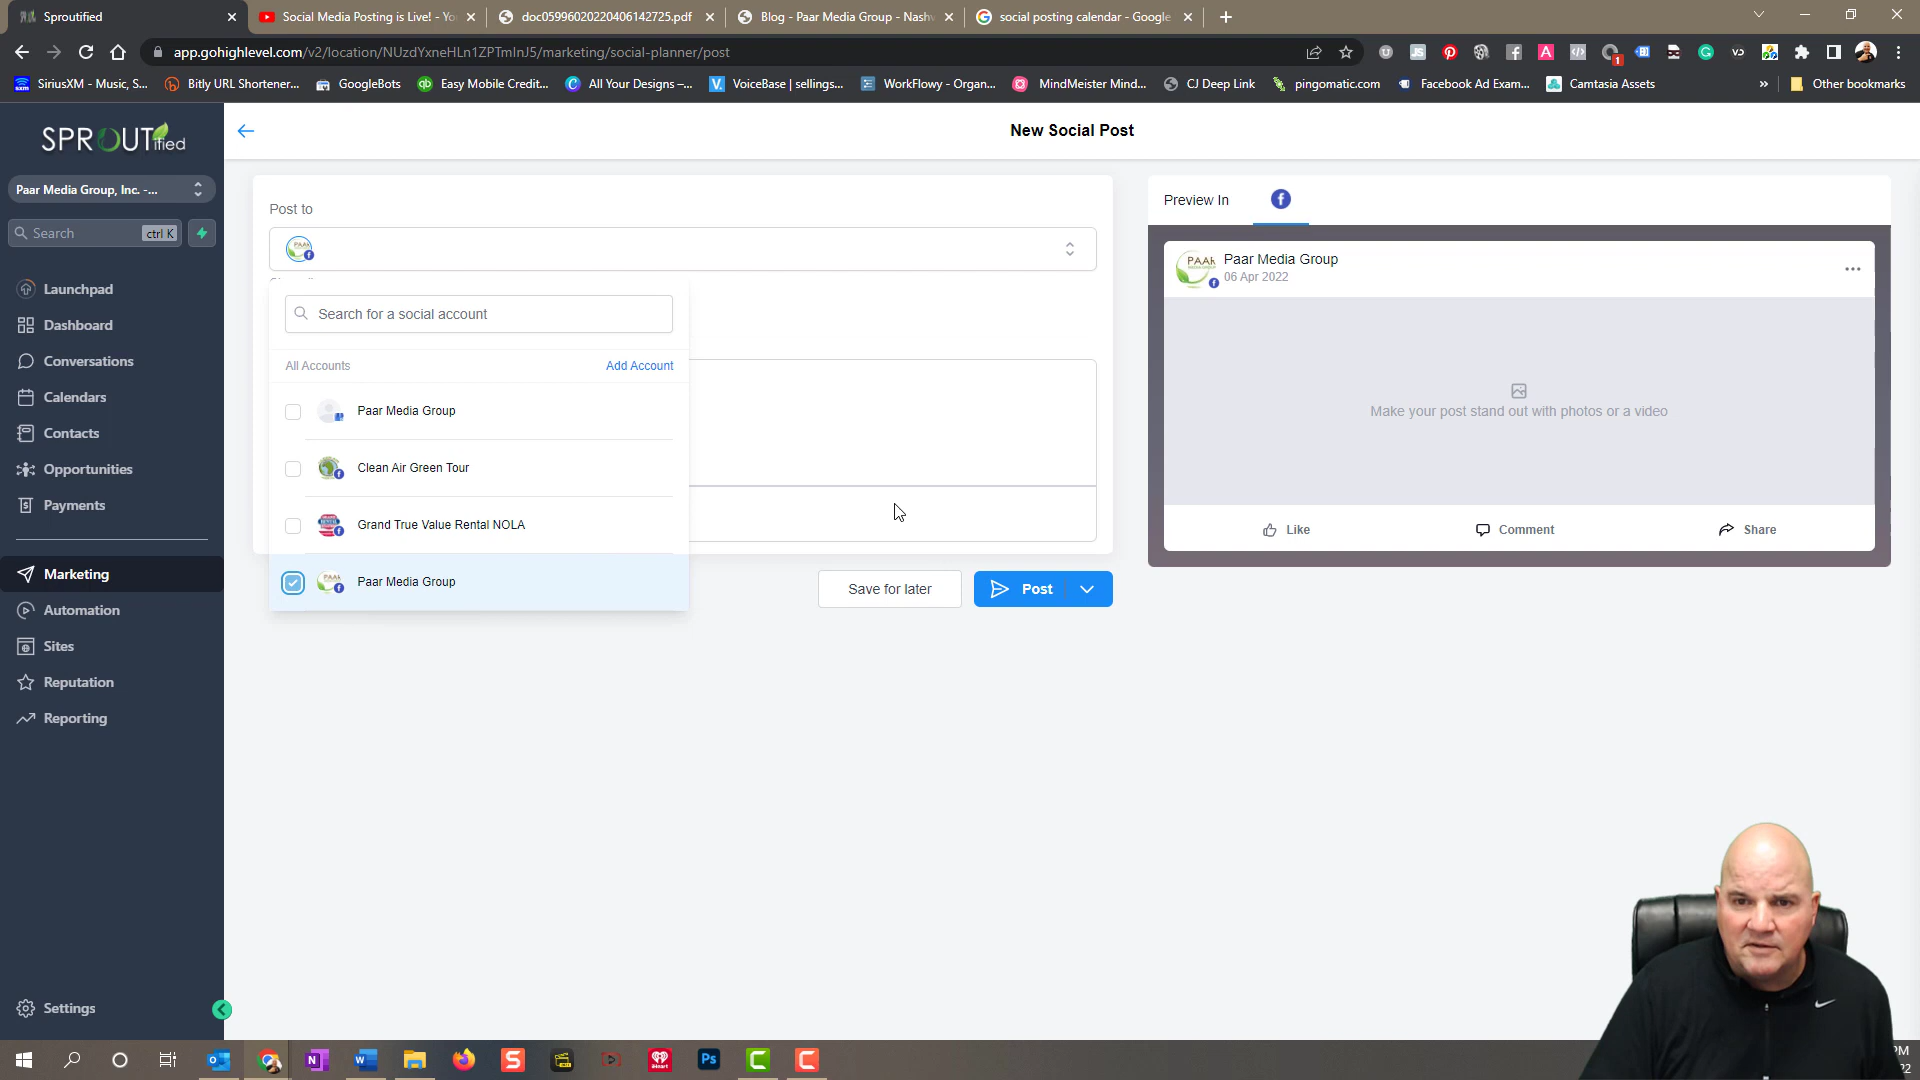 Sproutified
Social Media Posting is Live! - Yo
doc05996020220406142725.pdf
Blog - Paar Media Group - Nashv
social posting calendar - Google
app.gohighlevel.com/v2/location/NUzdYxneHLn1ZPTmInJ5/marketing/social-planner/post
SiriusXM - Music, S...
Bitly URL Shortener...
GoogleBots
Easy Mobile Credit...
All Your Designs –...
VoiceBase | sellings...
WorkFlowy - Organ...
MindMeister Mind...
CJ Deep Link
pingomatic.com
Facebook Ad Exam...
Camtasia Assets
»
Other bookmarks
SPROUTified
New Social Post
Paar Media Group, Inc. -...
Search
ctrl K
Launchpad
Dashboard
Conversations
Calendars
Contacts
Opportunities
Payments
Marketing
Automation
Sites
Reputation
Reporting
Settings
Post to
Search for a social account
All Accounts
Add Account
Paar Media Group
Clean Air Green Tour
Grand True Value Rental NOLA
Paar Media Group
Save for later
Post
Preview In
Paar Media Group
06 Apr 2022
Make your post stand out with photos or a video
Like
Comment
Share
PM
22